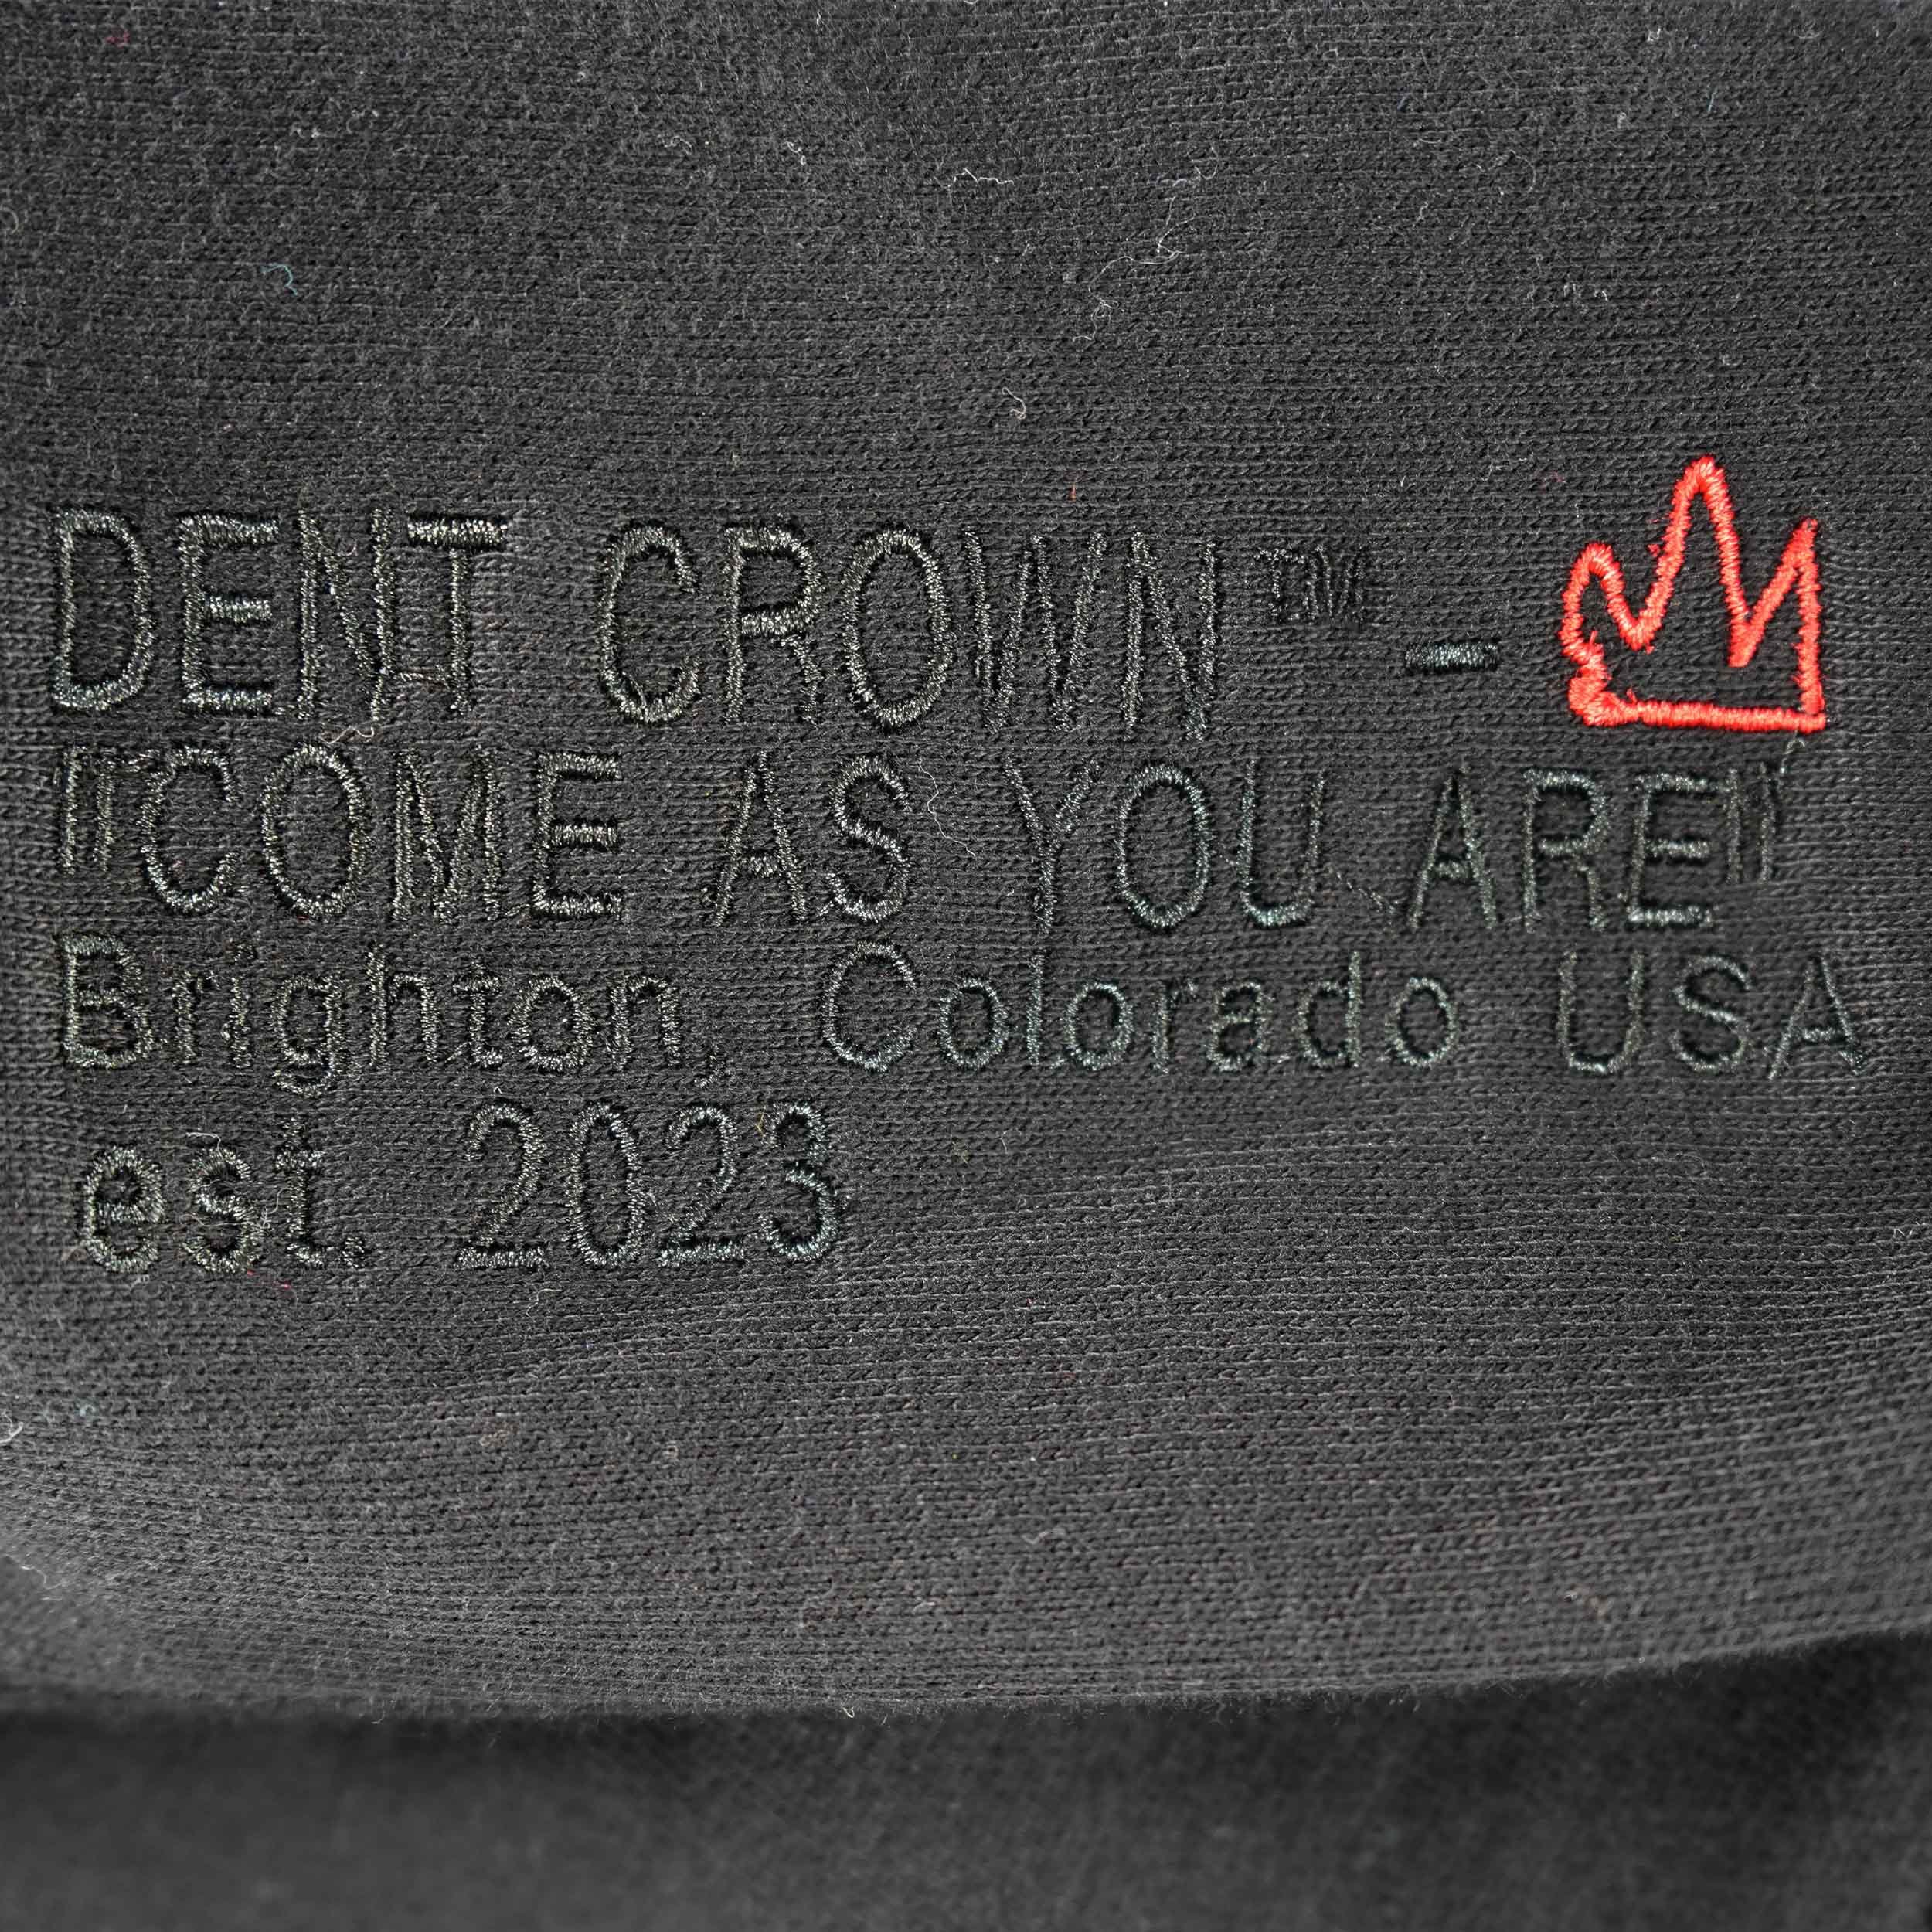 DENT CROWN™ -
"COME AS YOU ARE"
Brighton, Colorado USA
est. 2023